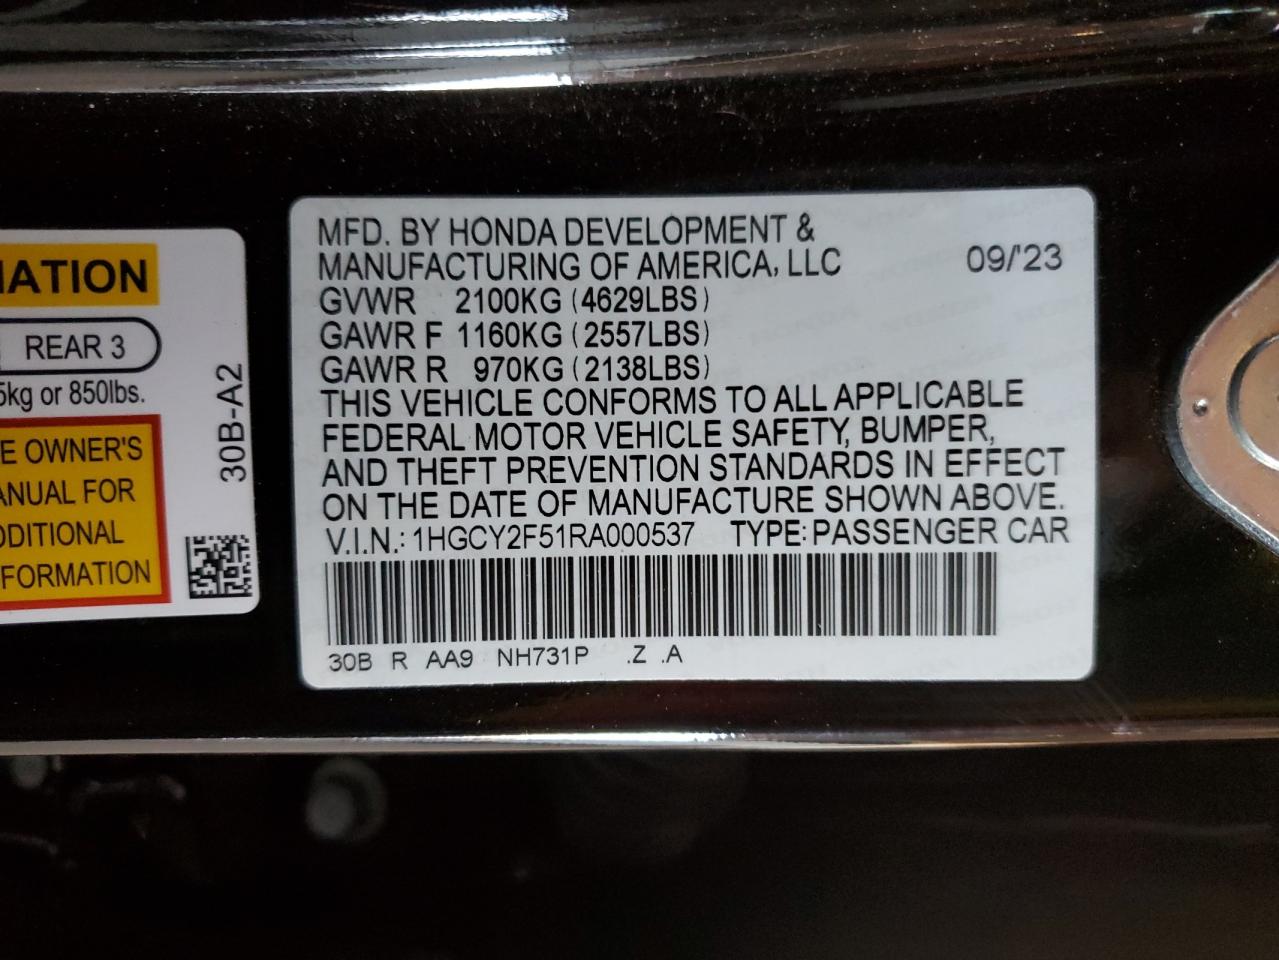 MATION
REAR 3
5kg or 850lbs.
E OWNER'S
ANUAL FOR
DDITIONAL
FORMATION
30B-A2
MFD. BY HONDA DEVELOPMENT &
MANUFACTURING OF AMERICA, LLC 09/'23
GVWR 2100KG (4629LBS)
GAWR F 1160KG (2557LBS)
GAWR R 970KG (2138LBS)
THIS VEHICLE CONFORMS TO ALL APPLICABLE
FEDERAL MOTOR VEHICLE SAFETY, BUMPER,
AND THEFT PREVENTION STANDARDS IN EFFECT
ON THE DATE OF MANUFACTURE SHOWN ABOVE.
V.I.N.: 1HGCY2F51RA000537 TYPE: PASSENGER CAR
30B R AA9 NH731P .Z .A